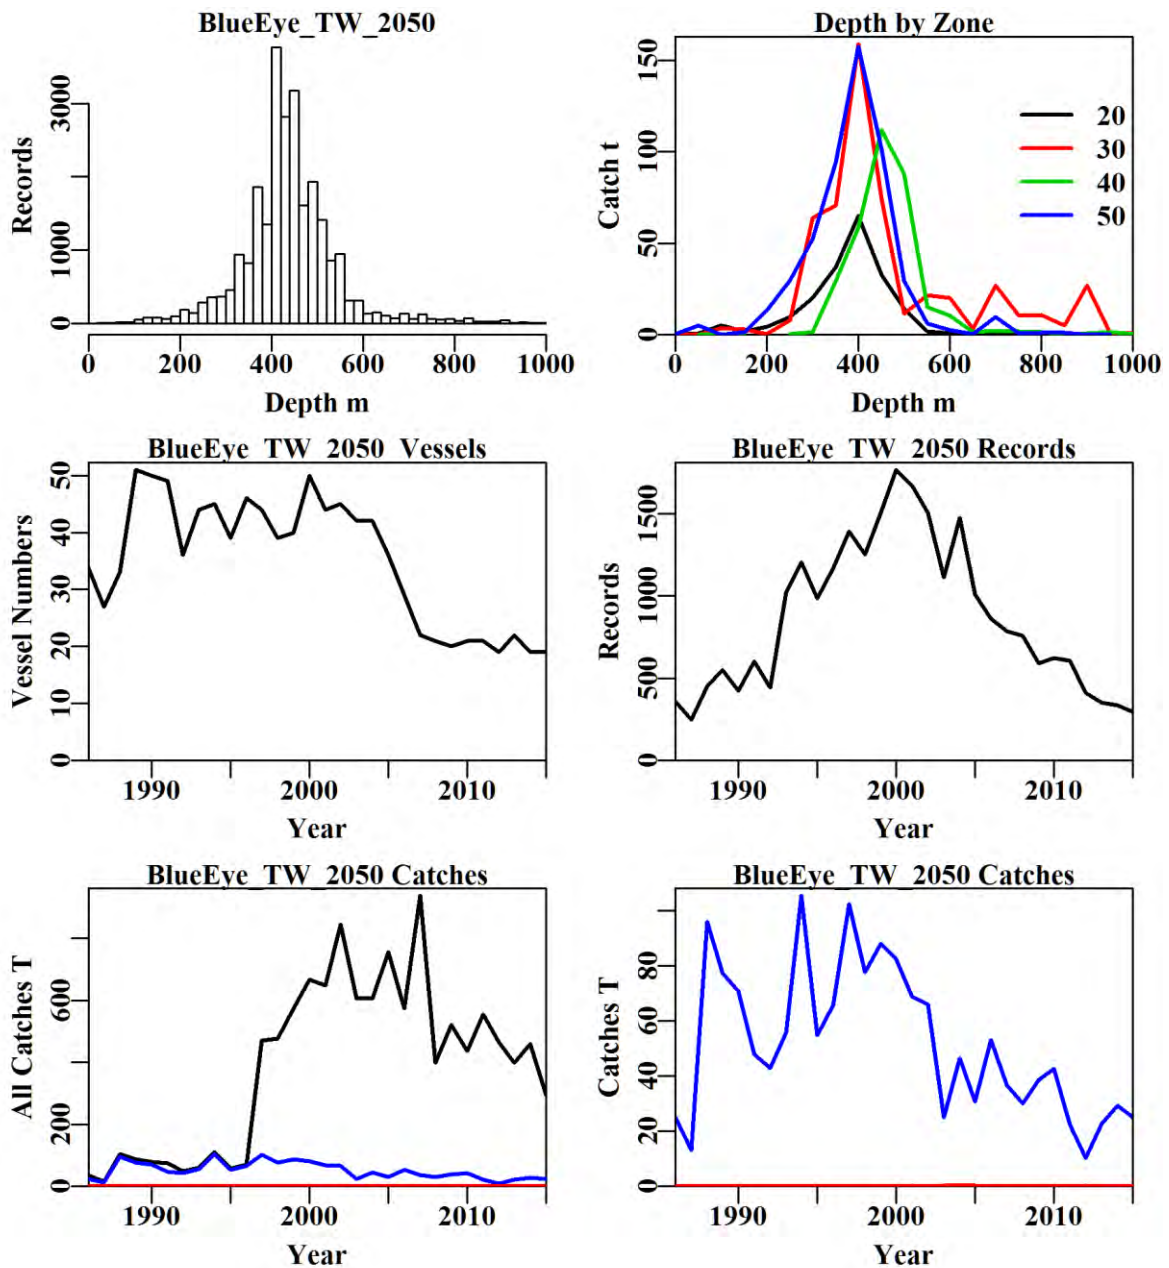 BlueEye_TW_2050
Records
0 1000 3000
0 200 400 600 800 1000
Depth m
Depth by Zone
Catch t
0 50 100 150
20
30
40
50
0 200 400 600 800 1000
Depth m
BlueEye_TW_2050_Vessels
Vessel Numbers
0 10 20 30 40 50
1990 2000 2010
Year
BlueEye_TW_2050 Records
Records
0 500 1000 1500
1990 2000 2010
Year
BlueEye_TW_2050 Catches
All Catches T
0 200 600
1990 2000 2010
Year
BlueEye_TW_2050 Catches
Catches T
0 20 40 60 80
1990 2000 2010
Year